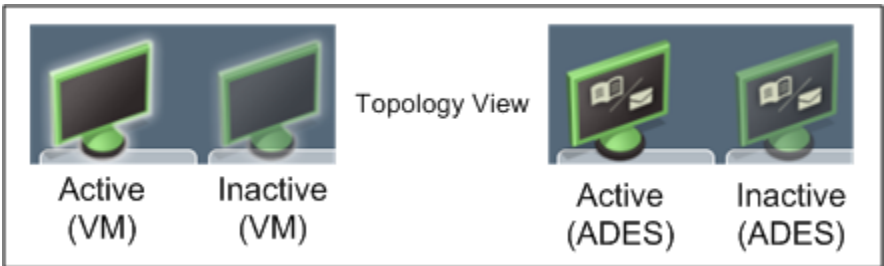 Topology View
Active
(VM)
Inactive
(VM)
Active
(ADES)
Inactive
(ADES)